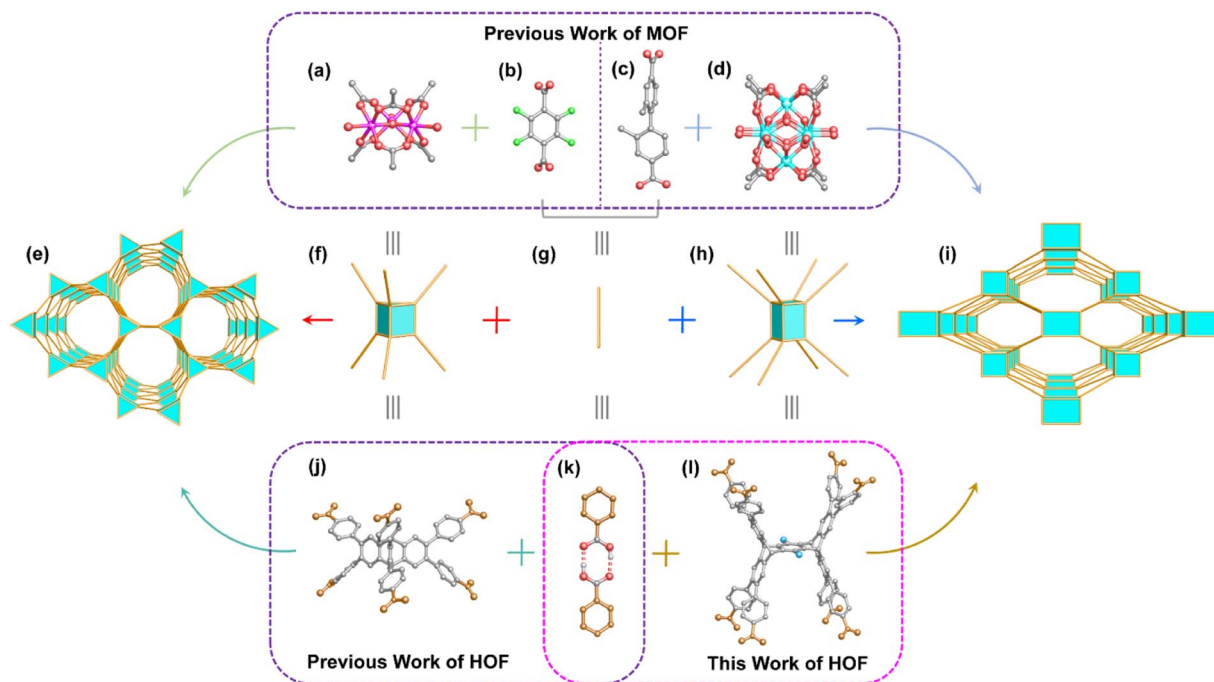 Previous Work of MOF
(a)
(b)
(c)
(d)
(e)
(f)
(g)
(h)
(i)
(j)
(k)
(l)
Previous Work of HOF
This Work of HOF